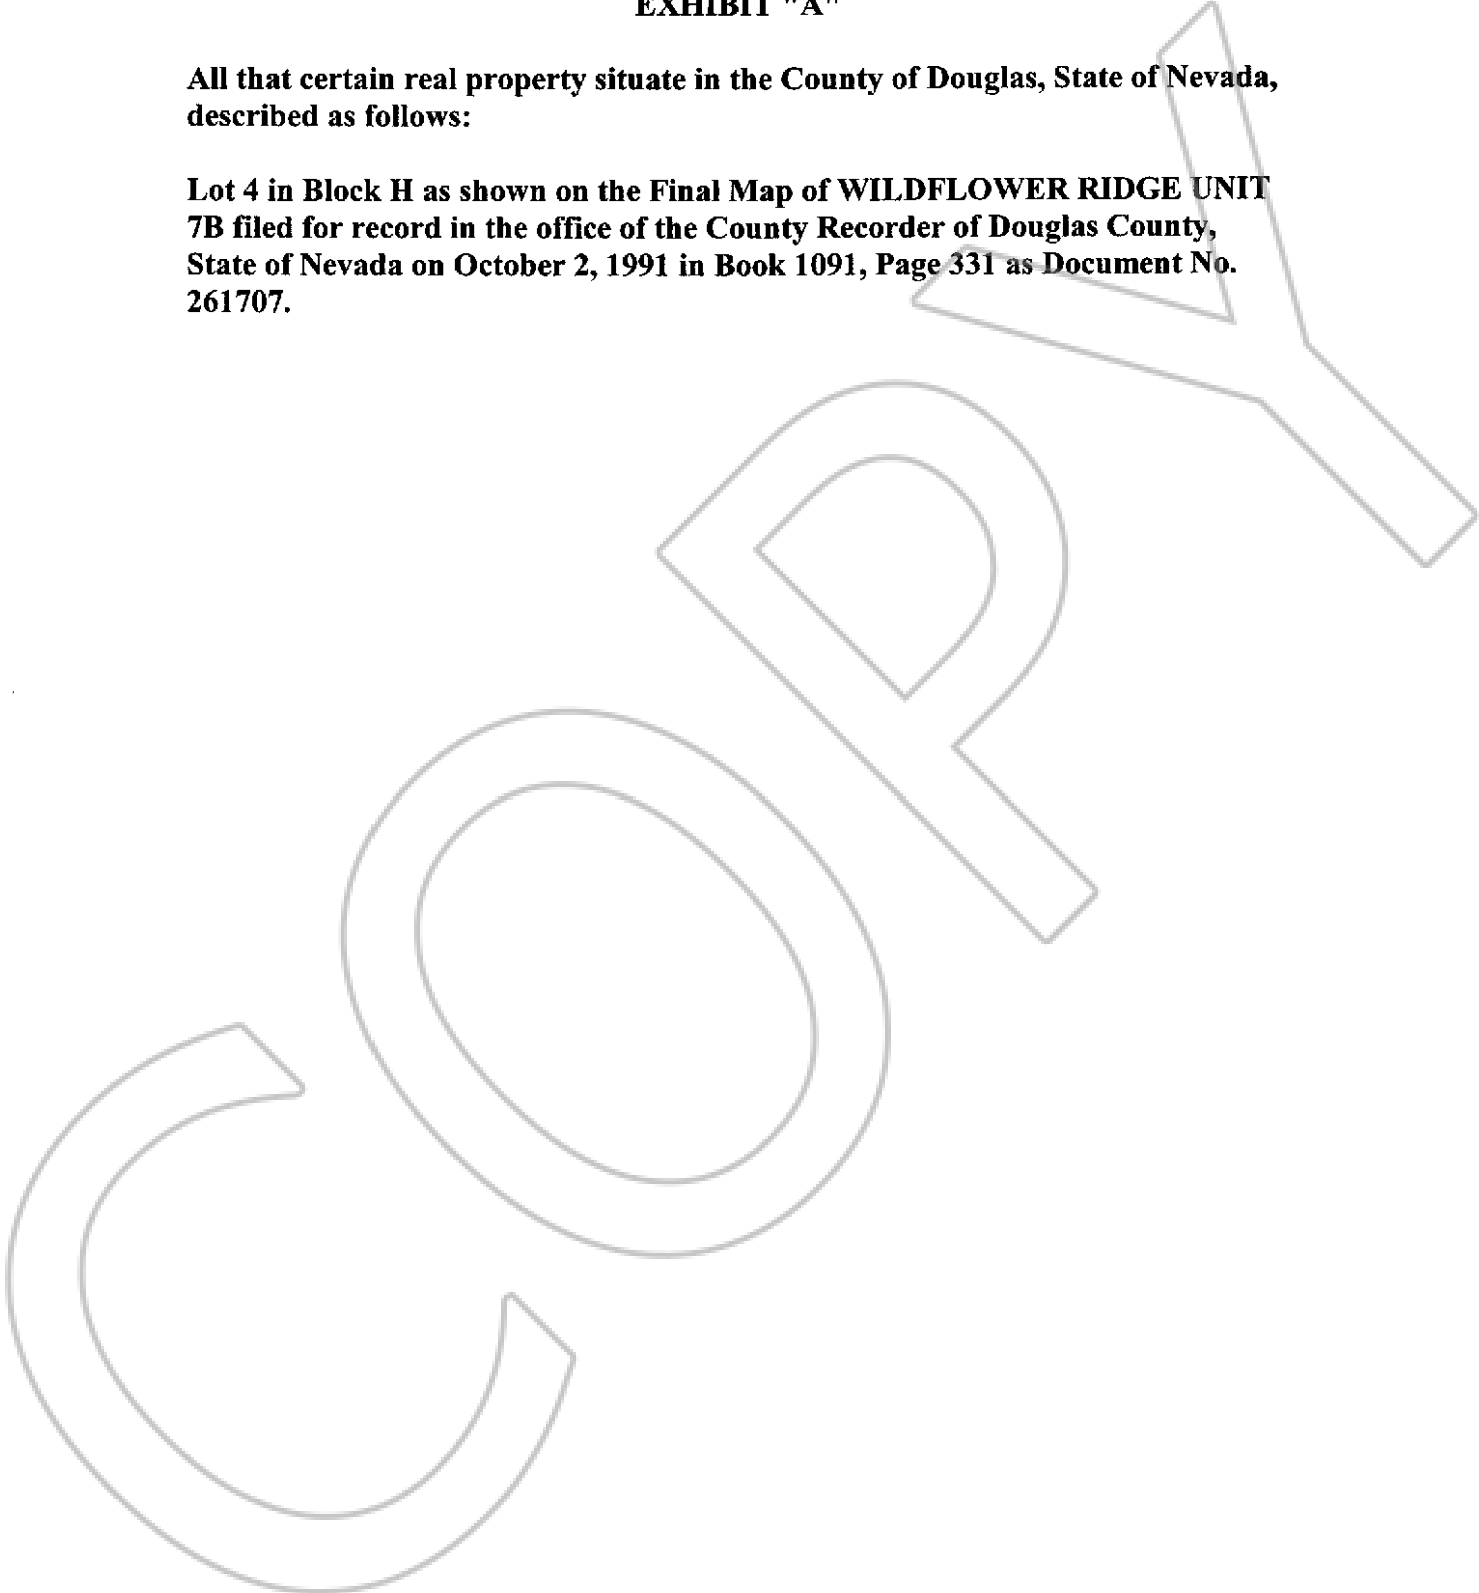 EXHIBIT "A"
All that certain real property situate in the County of Douglas, State of Nevada,
described as follows:
Lot 4 in Block H as shown on the Final Map of WILDFLOWER RIDGE UNIT
7B filed for record in the office of the County Recorder of Douglas County,
State of Nevada on October 2, 1991 in Book 1091, Page 331 as Document No.
261707.
COPY